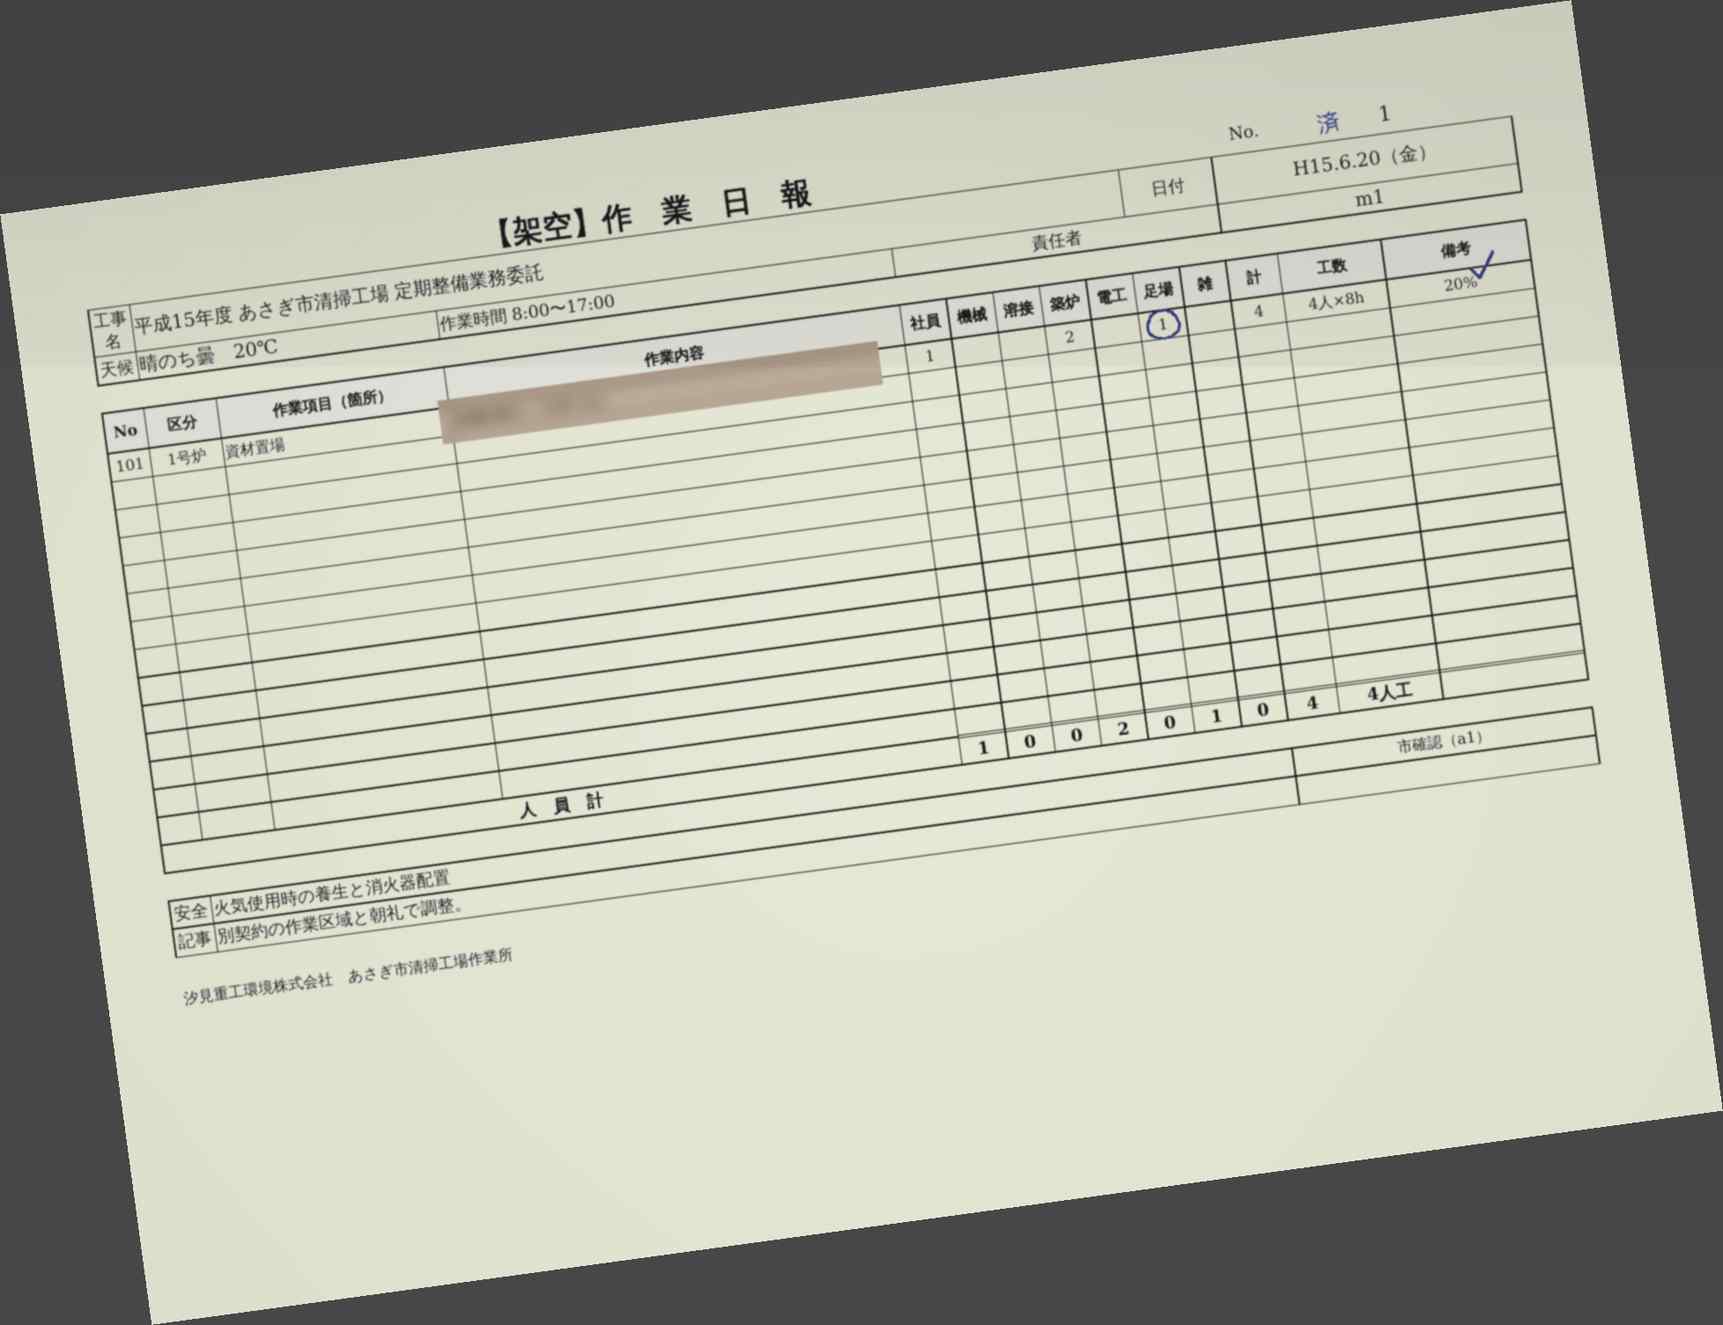 No. 済 1
【架空】作 業 日 報
工事名 平成15年度 あさぎ市清掃工場 定期整備業務委託 日付 H15.6.20（金）
天候 晴のち曇 20℃ 作業時間 8:00〜17:00 責任者 m1
No 区分 作業項目（箇所） 作業内容 社員 機械 溶接 築炉 電工 足場 雑 計 工数 備考
101 1号炉 資材置場 1 2 1 4 4人×8h 20%
人 員 計 1 0 0 2 0 1 0 4 4人工
安全 火気使用時の養生と消火器配置 市確認（a1）
記事 別契約の作業区域と朝礼で調整。
汐見重工環境株式会社 あさぎ市清掃工場作業所